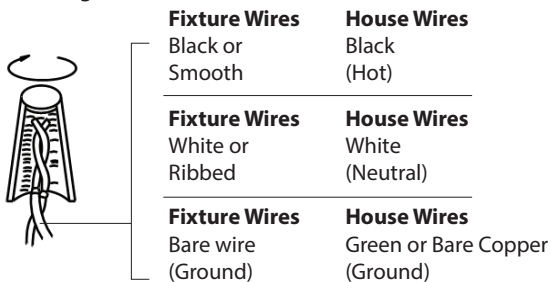 Fixture Wires House Wires
Black or Black
Smooth (Hot)
Fixture Wires House Wires
White or White
Ribbed (Neutral)
Fixture Wires House Wires
Bare wire Green or Bare Copper
(Ground) (Ground)